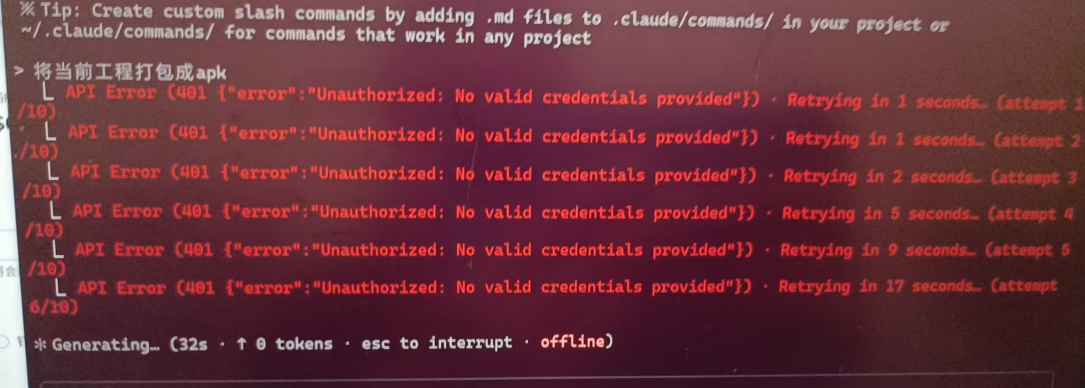 ※ Tip: Create custom slash commands by adding .md files to .claude/commands/ in your project or
~/.claude/commands/ for commands that work in any project
> 将当前工程打包成apk
└ API Error (401 {"error":"Unauthorized: No valid credentials provided"}) · Retrying in 1 seconds… (attempt 1
/10)
└ API Error (401 {"error":"Unauthorized: No valid credentials provided"}) · Retrying in 1 seconds… (attempt 2
/10)
└ API Error (401 {"error":"Unauthorized: No valid credentials provided"}) · Retrying in 2 seconds… (attempt 3
/10)
└ API Error (401 {"error":"Unauthorized: No valid credentials provided"}) · Retrying in 5 seconds… (attempt 4
/10)
└ API Error (401 {"error":"Unauthorized: No valid credentials provided"}) · Retrying in 9 seconds… (attempt 5
/10)
└ API Error (401 {"error":"Unauthorized: No valid credentials provided"}) · Retrying in 17 seconds… (attempt
6/10)
✻ Generating… (32s · ↑ 0 tokens · esc to interrupt · offline)